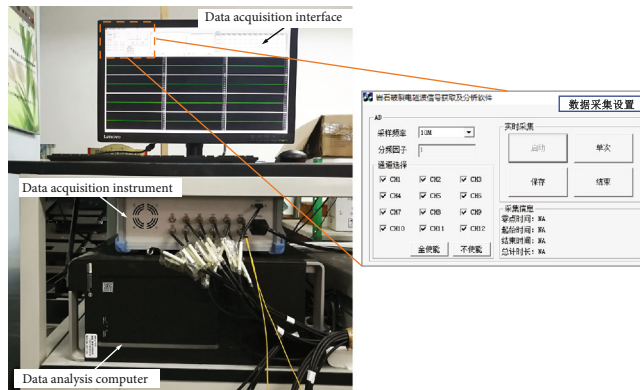 Data acquisition interface
Lenovo
Data acquisition instrument
Data analysis computer
岩石破裂电磁波信号获取及分析软件
数据采集设置
AD
采样频率 10M
分频因子 1
通道选择
CH1 CH2 CH3
CH4 CH5 CH6
CH7 CH8 CH9
CH10 CH11 CH12
全使能 不使能
实时采集
启动 单次
保存 结束
采集信息
零点时间: NA
起始时间: NA
结束时间: NA
总计时长: NA